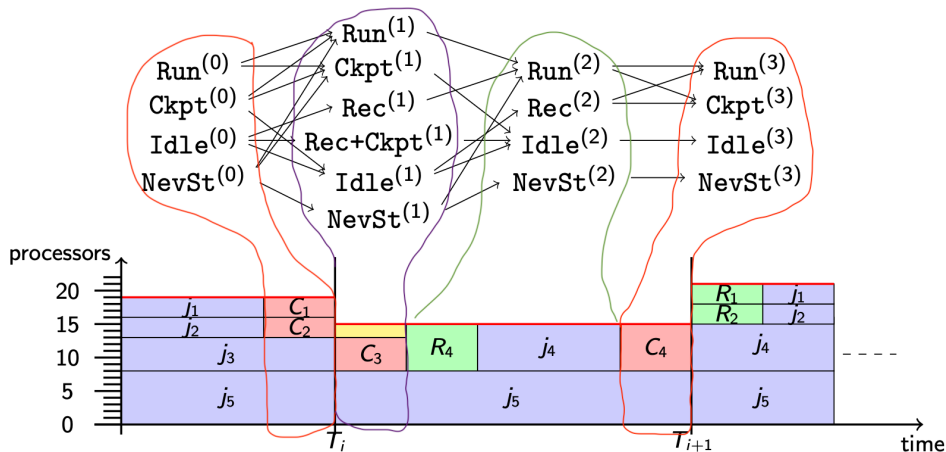 Run(0) Run(1) Run(2) Run(3)
Ckpt(0) Ckpt(1) Rec(2) Ckpt(3)
Idle(0) Rec(1) Idle(2) Idle(3)
NevSt(0) Rec+Ckpt(1) NevSt(2) NevSt(3)
Idle(1)
NevSt(1)
processors
20 j1 C1 R1 j1
15 j2 C2 R2 j2
10 j3 C3 R4 j4 C4 j4
5 j5 j5 j5
0
Ti Ti+1 time